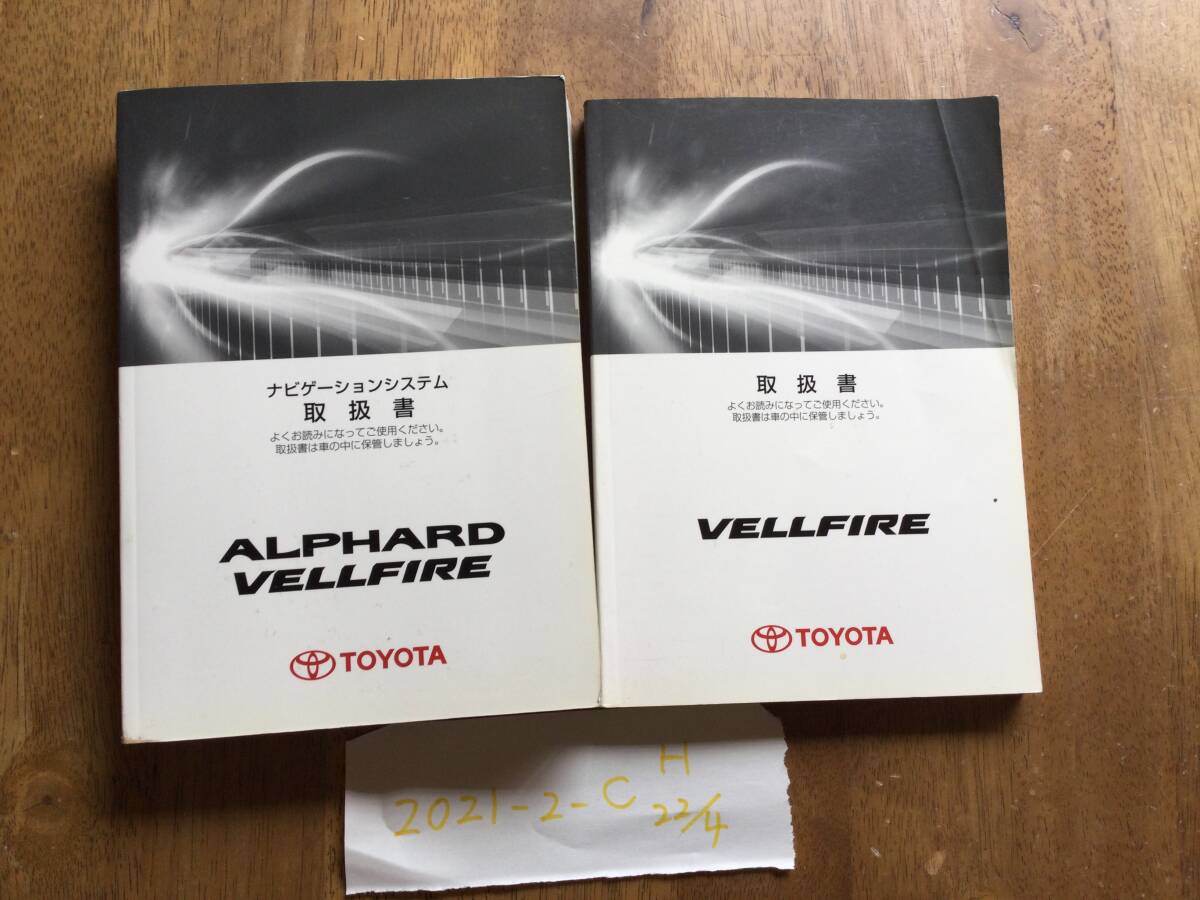 ナビゲーションシステム
取扱書
よくお読みになってご使用ください。
取扱書は車の中に保管しましょう。
ALPHARD
VELLFIRE
TOYOTA
取扱書
よくお読みになってご使用ください。
取扱書は車の中に保管しましょう。
VELLFIRE
TOYOTA
2021-2-C
H
22/4